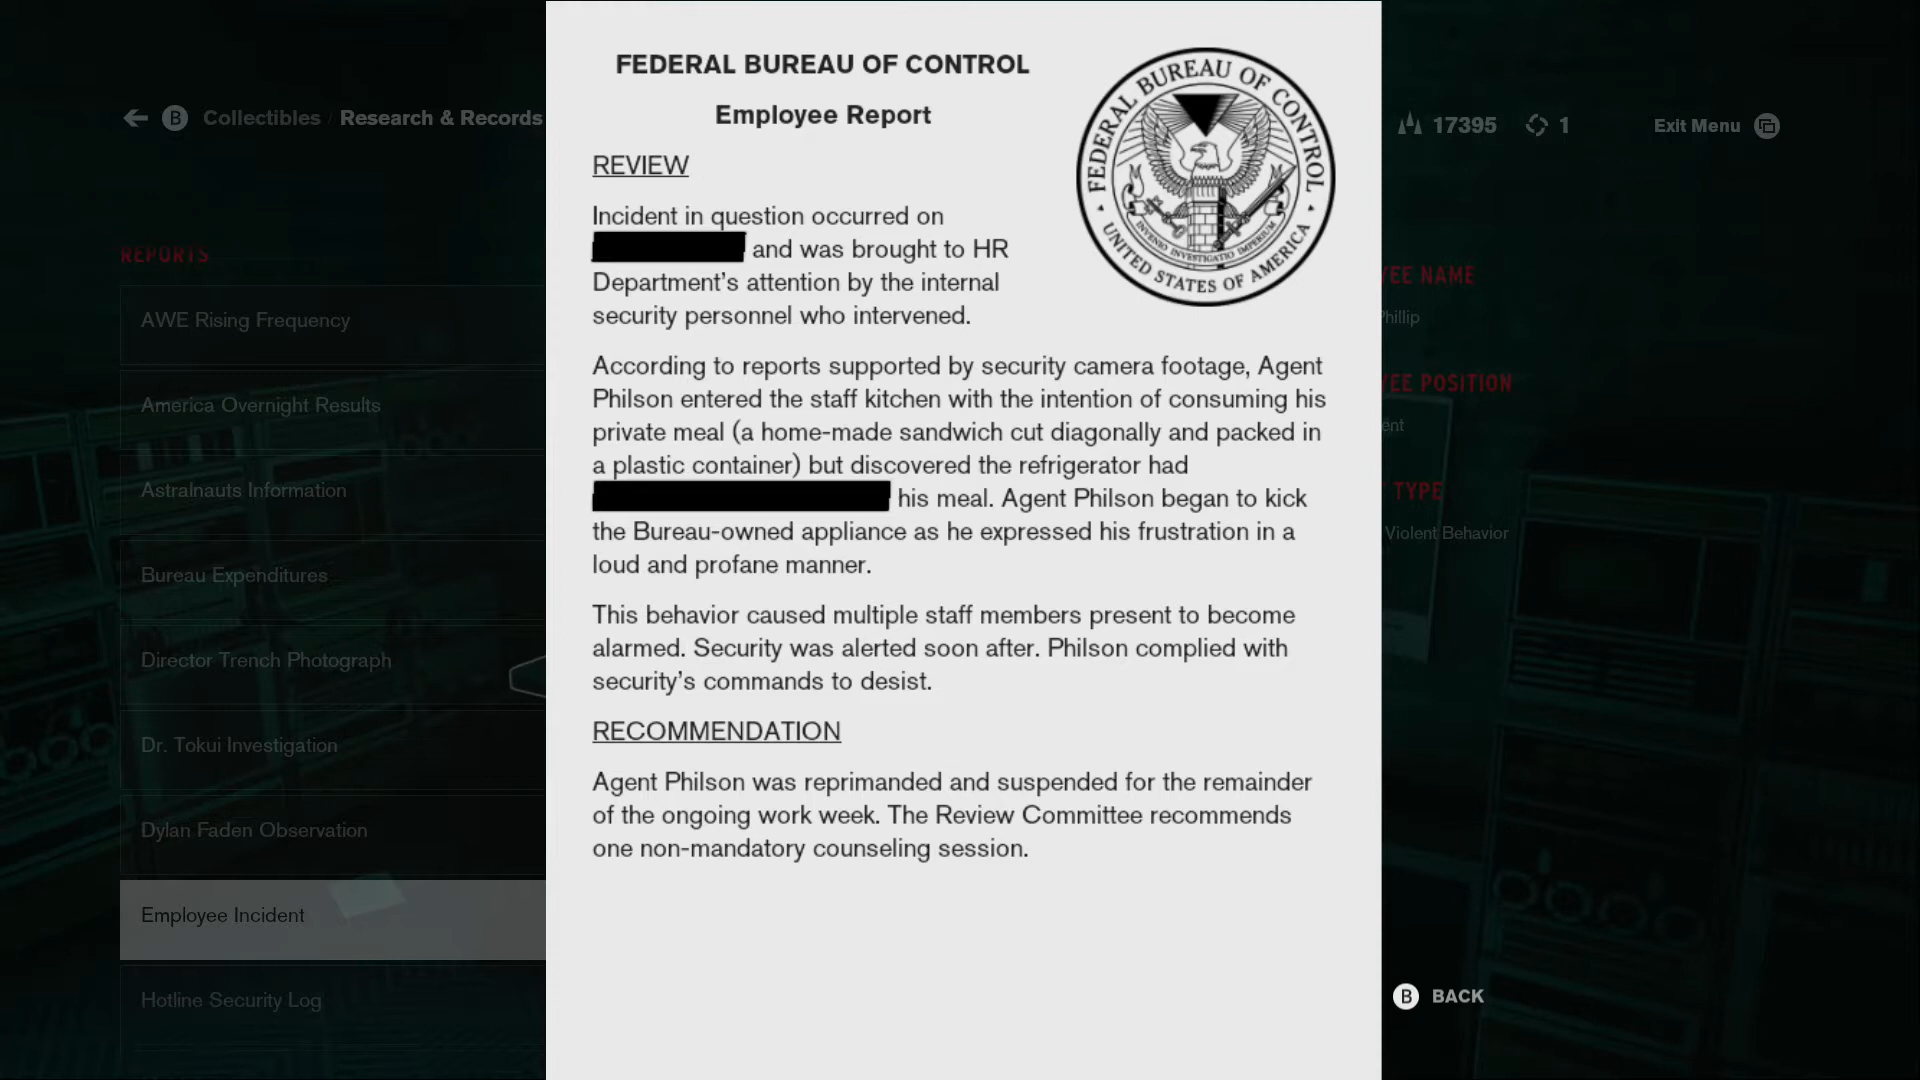 B Collectibles / Research & Records
17395
1
Exit Menu
REPORTS
AWE Rising Frequency
America Overnight Results
Astralnauts Information
Bureau Expenditures
Director Trench Photograph
Dr. Tokui Investigation
Dylan Faden Observation
Employee Incident
Hotline Security Log
FEDERAL BUREAU OF CONTROL
Employee Report
FEDERAL BUREAU OF CONTROL
INVENIO INVESTIGATIO IMPERIUM
UNITED STATES OF AMERICA
REVIEW
Incident in question occurred on
and was brought to HR
Department's attention by the internal
security personnel who intervened.
According to reports supported by security camera footage, Agent
Philson entered the staff kitchen with the intention of consuming his
private meal (a home-made sandwich cut diagonally and packed in
a plastic container) but discovered the refrigerator had
his meal. Agent Philson began to kick
the Bureau-owned appliance as he expressed his frustration in a
loud and profane manner.
This behavior caused multiple staff members present to become
alarmed. Security was alerted soon after. Philson complied with
security's commands to desist.
RECOMMENDATION
Agent Philson was reprimanded and suspended for the remainder
of the ongoing work week. The Review Committee recommends
one non-mandatory counseling session.
YEE NAME
Phillip
YEE POSITION
ent
TYPE
Violent Behavior
B BACK